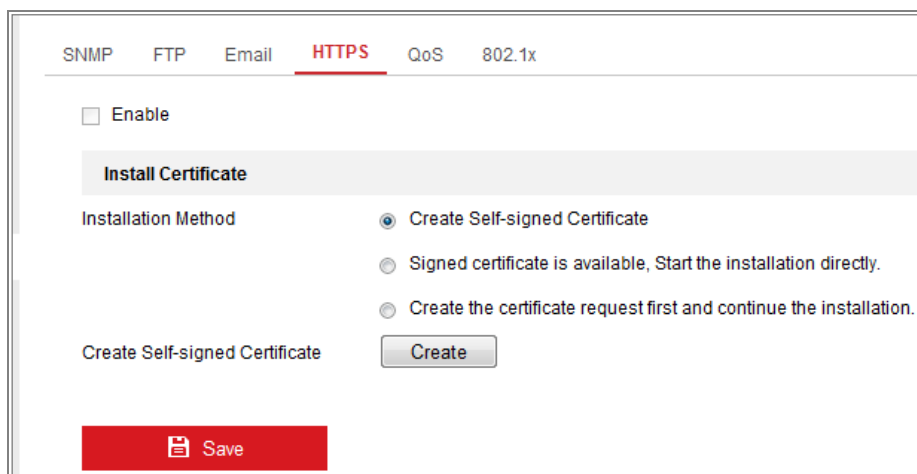 SNMP FTP Email HTTPS QoS 802.1x
Enable
Install Certificate
Installation Method
Create Self-signed Certificate
Signed certificate is available, Start the installation directly.
Create the certificate request first and continue the installation.
Create Self-signed Certificate Create
Save